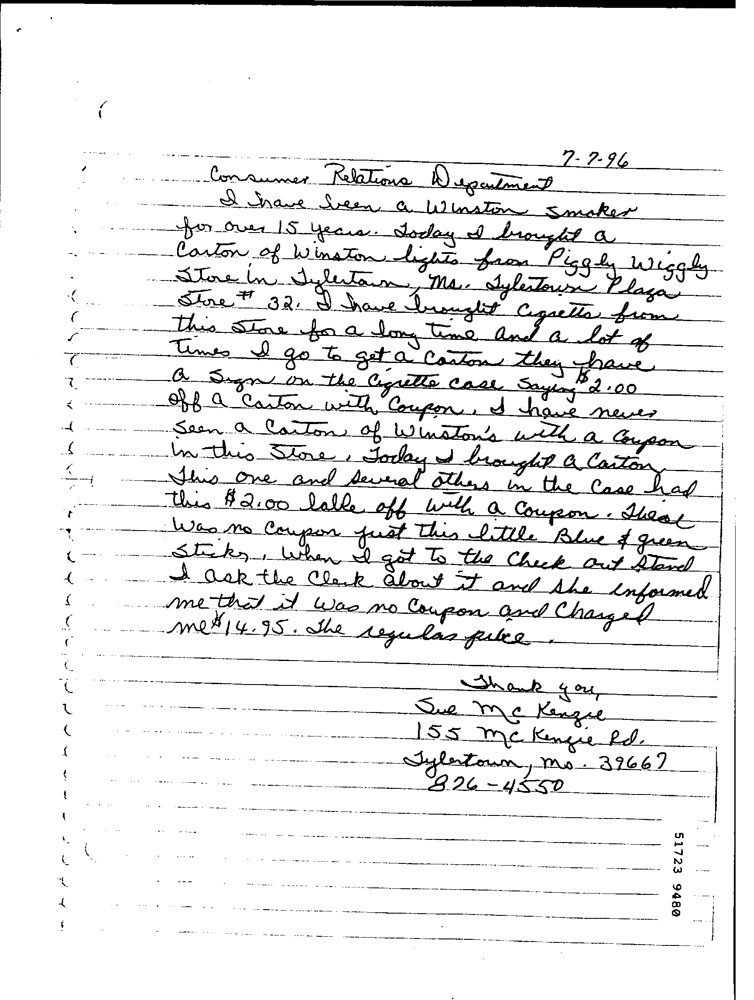 7-7-96
Consumer Relations Department
I have been a Winston smoker
for over 15 years. Today I brought a
Carton of Winston lights from Piggly Wiggly
Store in Tylertown, Ms. Tylertown Plaza
Store # 32. I have brought Cigretts from
this Store for a long time and a lot of
Times I go to get a Carton they have
a Sign on the Cigrette case Saying $2.00
off a Carton with Coupon. I have never
Seen a Carton of Winston's with a Coupon
in this Store. Today I brought a Carton
This one and several others in the Case had
this $2.00 lalle off with a Coupon. Theal
Was no Coupon just this little Blue & green
Sticks. When I got To the Check out Stand
I ask the Clerk about it and she informed
me that it was no Coupon and Charged
me $14.95. The regular price.
Thank you,
Sue McKenzie
155 McKenzie Rd.
Tylertown, Ms. 39667
826-4550
51723 9480